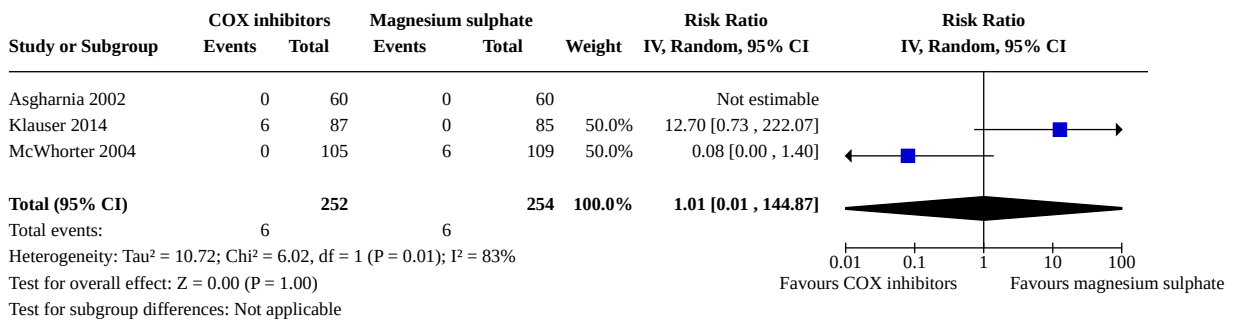 COX inhibitors Magnesium sulphate Risk Ratio Risk Ratio
Study or Subgroup Events Total Events Total Weight IV, Random, 95% CI IV, Random, 95% CI
Asgharnia 2002 0 60 0 60 Not estimable
Klauser 2014 6 87 0 85 50.0% 12.70 [0.73 , 222.07]
McWhorter 2004 0 105 6 109 50.0% 0.08 [0.00 , 1.40]
Total (95% CI) 252 254 100.0% 1.01 [0.01 , 144.87]
Total events: 6 6
Heterogeneity: Tau² = 10.72; Chi² = 6.02, df = 1 (P = 0.01); I² = 83%
0.01 0.1 1 10 100
Test for overall effect: Z = 0.00 (P = 1.00)
Favours COX inhibitors Favours magnesium sulphate
Test for subgroup differences: Not applicable